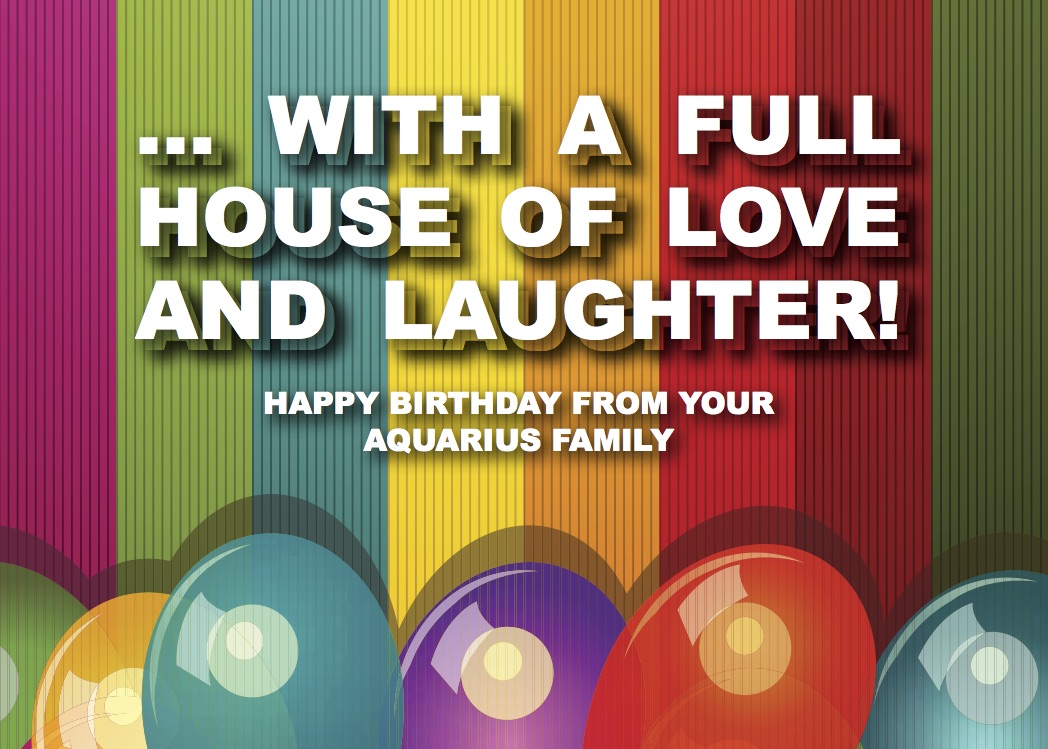 ... WITH A FULL
HOUSE OF LOVE
AND LAUGHTER!
HAPPY BIRTHDAY FROM YOUR
AQUARIUS FAMILY